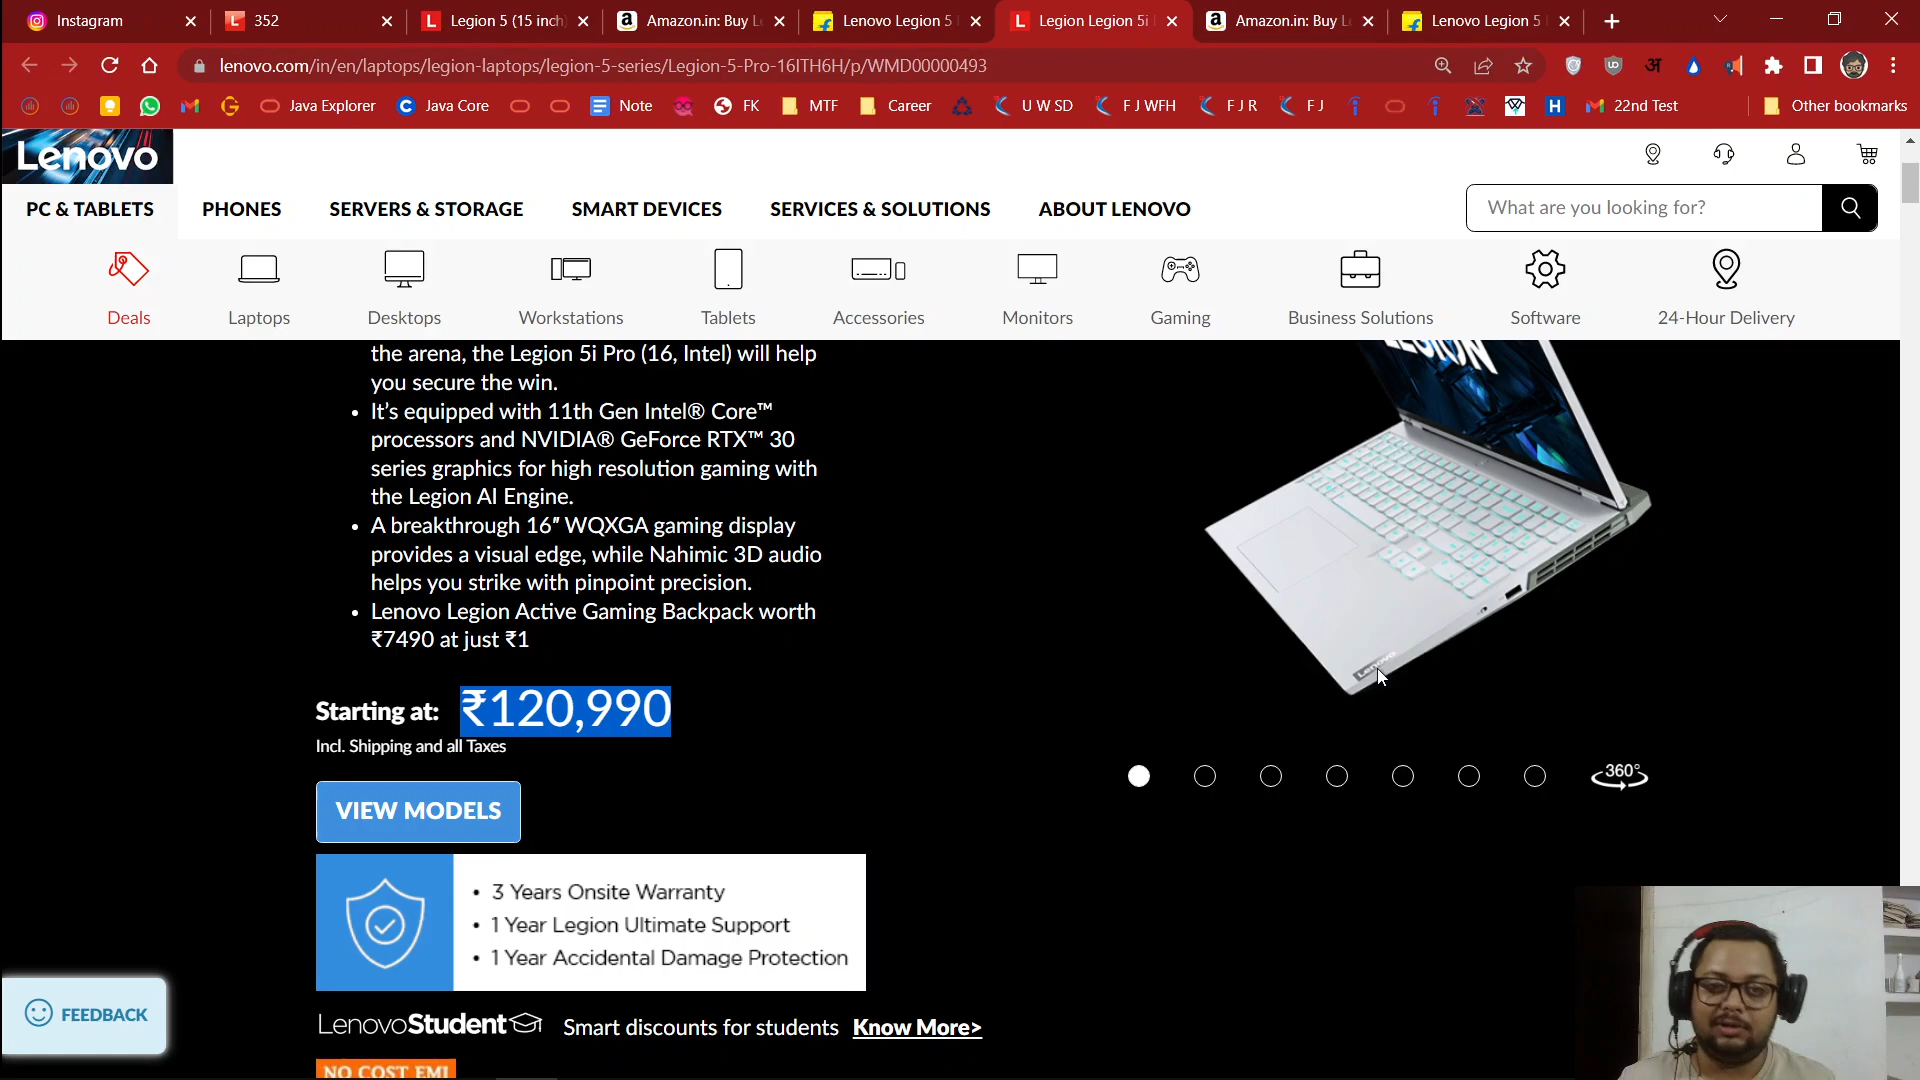 Instagram
352
Legion 5 (15 inch)
Amazon.in: Buy L
Lenovo Legion 5
Legion Legion 5i
Amazon.in: Buy L
Lenovo Legion 5
lenovo.com/in/en/laptops/legion-laptops/legion-5-series/Legion-5-Pro-16ITH6H/p/WMD00000493
Java Explorer
Java Core
Note
FK
MTF
Career
U W SD
F J WFH
F J R
F J
22nd Test
Other bookmarks
Lenovo
PC & TABLETS
PHONES
SERVERS & STORAGE
SMART DEVICES
SERVICES & SOLUTIONS
ABOUT LENOVO
What are you looking for?
Deals
Laptops
Desktops
Workstations
Tablets
Accessories
Monitors
Gaming
Business Solutions
Software
24-Hour Delivery
the arena, the Legion 5i Pro (16, Intel) will help
you secure the win.
• It's equipped with 11th Gen Intel® Core™
processors and NVIDIA® GeForce RTX™ 30
series graphics for high resolution gaming with
the Legion AI Engine.
• A breakthrough 16″ WQXGA gaming display
provides a visual edge, while Nahimic 3D audio
helps you strike with pinpoint precision.
• Lenovo Legion Active Gaming Backpack worth
₹7490 at just ₹1
LEGION
Lenovo
Starting at: ₹120,990
Incl. Shipping and all Taxes
VIEW MODELS
360°
• 3 Years Onsite Warranty
• 1 Year Legion Ultimate Support
• 1 Year Accidental Damage Protection
FEEDBACK
LenovoStudent Smart discounts for students Know More>
NO COST EMI